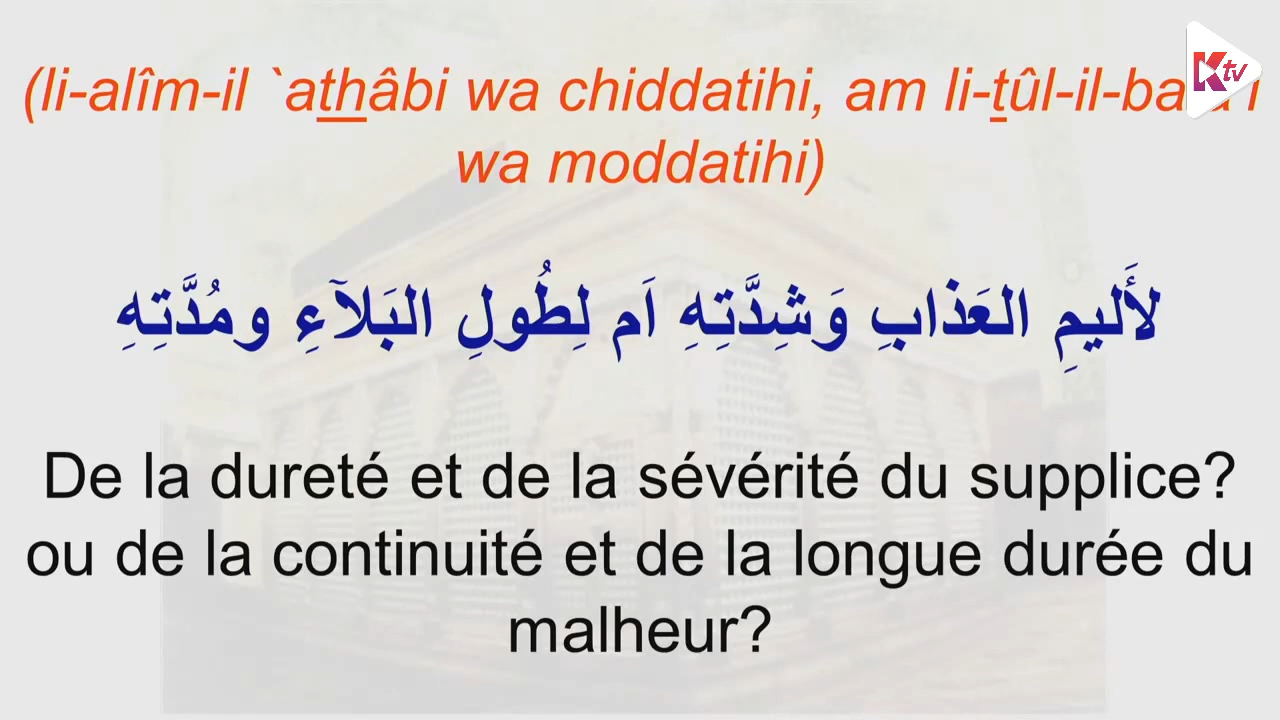 (li-alîm-il `athâbi wa chiddatihi, am li-tûl-il-
wa moddatihi)
لأَليمِ العَذابِ وَشِدَّتِهِ اَم لِطُولِ البَلآءِ ومُدَّتِهِ
De la dureté et de la sévérité du supplice?
ou de la continuité et de la longue durée du
malheur?
Ktv